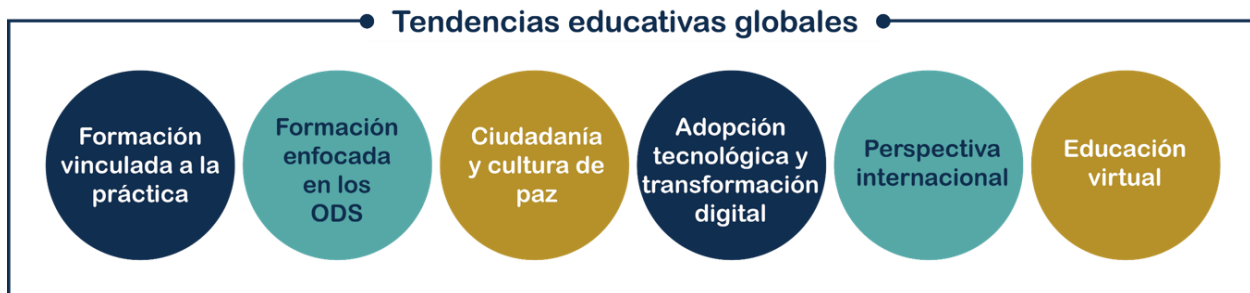 Tendencias educativas globales
Formación
vinculada a la
práctica
Formación
enfocada
en los
ODS
Ciudadanía
y cultura de
paz
Adopción
tecnológica y
transformación
digital
Perspectiva
internacional
Educación
virtual